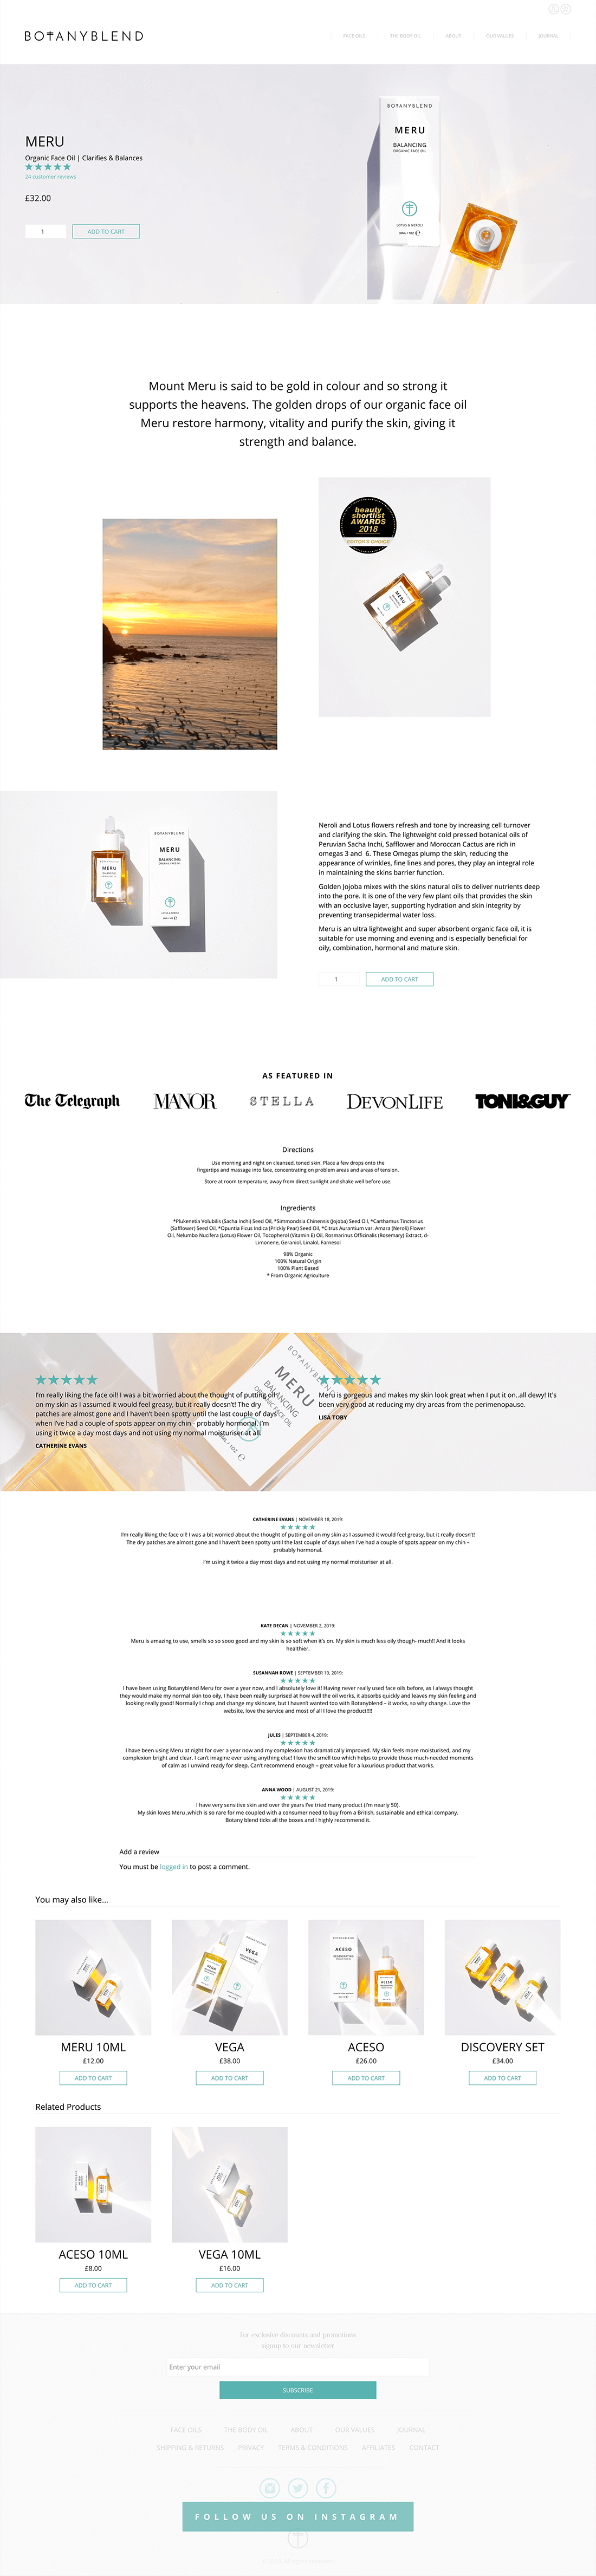 BOTANYBLEND
FACE OILS
THE BODY OIL
ABOUT
OUR VALUES
JOURNAL
MERU
Organic Face Oil | Clarifies & Balances
24 customer reviews
£32.00
1
ADD TO CART
BOTANYBLEND
MERU
BALANCING
ORGANIC FACE OIL
LOTUS & NEROLI
30ML / 1OZ
Mount Meru is said to be gold in colour and so strong it
supports the heavens. The golden drops of our organic face oil
Meru restore harmony, vitality and purify the skin, giving it
strength and balance.
beauty
shortlist
AWARDS
2018
EDITOR'S CHOICE
MERU
BOTANYBLEND
MERU
BALANCING
ORGANIC FACE OIL
MERU
Neroli and Lotus flowers refresh and tone by increasing cell turnover
and clarifying the skin. The lightweight cold pressed botanical oils of
Peruvian Sacha Inchi, Safflower and Moroccan Cactus are rich in
omegas 3 and 6. These Omegas plump the skin, reducing the
appearance of wrinkles, fine lines and pores, they play an integral role
in maintaining the skins barrier function.
Golden Jojoba mixes with the skins natural oils to deliver nutrients deep
into the pore. It is one of the very few plant oils that provides the skin
with an occlusive layer, supporting hydration and skin integrity by
preventing transepidermal water loss.
Meru is an ultra lightweight and super absorbent organic face oil, it is
suitable for use morning and evening and is especially beneficial for
oily, combination, hormonal and mature skin.
1
ADD TO CART
AS FEATURED IN
The Telegraph
MANOR
STELLA
DEVONLIFE
TONI&GUY
Directions
Use morning and night on cleansed, toned skin. Place a few drops onto the
fingertips and massage into face, concentrating on problem areas and areas of tension.
Store at room temperature, away from direct sunlight and shake well before use.
Ingredients
*Plukenetia Volubilis (Sacha Inchi) Seed Oil, *Simmondsia Chinensis (Jojoba) Seed Oil, *Carthamus Tinctorius
(Safflower) Seed Oil, *Opuntia Ficus Indica (Prickly Pear) Seed Oil, *Citrus Aurantium var. Amara (Neroli) Flower
Oil, Nelumbo Nucifera (Lotus) Flower Oil, Tocopherol (Vitamin E) Oil, Rosmarinus Officinalis (Rosemary) Extract, d-
Limonene, Geraniol, Linalol, Farnesol
98% Organic
100% Natural Origin
100% Plant Based
* From Organic Agriculture
BOTANYBLEND
MERU
BALANCING
ORGANIC FACE OIL
I'm really liking the face oil! I was a bit worried about the thought of putting oil
on my skin as I assumed it would feel greasy, but it really doesn't! The dry
patches are almost gone and I haven't been spotty until the last couple of days
when I've had a couple of spots appear on my chin - probably hormonal. I'm
using it twice a day most days and not using my normal moisturiser at all.
CATHERINE EVANS
Meru is gorgeous and makes my skin look great when I put it on..all dewy! It's
been very good at reducing my dry areas from the perimenopause.
LISA TOBY
CATHERINE EVANS | NOVEMBER 18, 2019:
I'm really liking the face oil! I was a bit worried about the thought of putting oil on my skin as I assumed it would feel greasy, but it really doesn't!
The dry patches are almost gone and I haven't been spotty until the last couple of days when I've had a couple of spots appear on my chin –
probably hormonal.
I'm using it twice a day most days and not using my normal moisturiser at all.
KATE DECAN | NOVEMBER 2, 2019:
Meru is amazing to use, smells so so sooo good and my skin is so soft when it's on. My skin is much less oily though- much!! And it looks
healthier.
SUSANNAH ROWE | SEPTEMBER 19, 2019:
I have been using Botanyblend Meru for over a year now, and I absolutely love it! Having never really used face oils before, as I always thought
they would make my normal skin too oily, I have been really surprised at how well the oil works, it absorbs quickly and leaves my skin feeling and
looking really good! Normally I chop and change my skincare, but I haven't wanted too with Botanyblend – it works, so why change. Love the
website, love the service and most of all I love the product!!!!
JULES | SEPTEMBER 4, 2019:
I have been using Meru at night for over a year now and my complexion has dramatically improved. My skin feels more moisturised, and my
complexion bright and clear. I can't imagine ever using anything else! I love the smell too which helps to provide those much-needed moments
of calm as I unwind ready for sleep. Can't recommend enough – great value for a luxurious product that works.
ANNA WOOD | AUGUST 21, 2019:
I have very sensitive skin and over the years I've tried many product (I'm nearly 50).
My skin loves Meru ,which is so rare for me coupled with a consumer need to buy from a British, sustainable and ethical company.
Botany blend ticks all the boxes and I highly recommend it.
Add a review
You must be logged in to post a comment.
You may also like...
MERU 10ML
£12.00
ADD TO CART
VEGA
£38.00
ADD TO CART
ACESO
£26.00
ADD TO CART
DISCOVERY SET
£34.00
ADD TO CART
Related Products
ACESO 10ML
£8.00
ADD TO CART
VEGA 10ML
£16.00
ADD TO CART
For exclusive discounts and promotions
signup to our newsletter
Enter your email
SUBSCRIBE
FACE OILS
THE BODY OIL
ABOUT
OUR VALUES
JOURNAL
SHIPPING & RETURNS
PRIVACY
TERMS & CONDITIONS
AFFILIATES
CONTACT
FOLLOW US ON INSTAGRAM